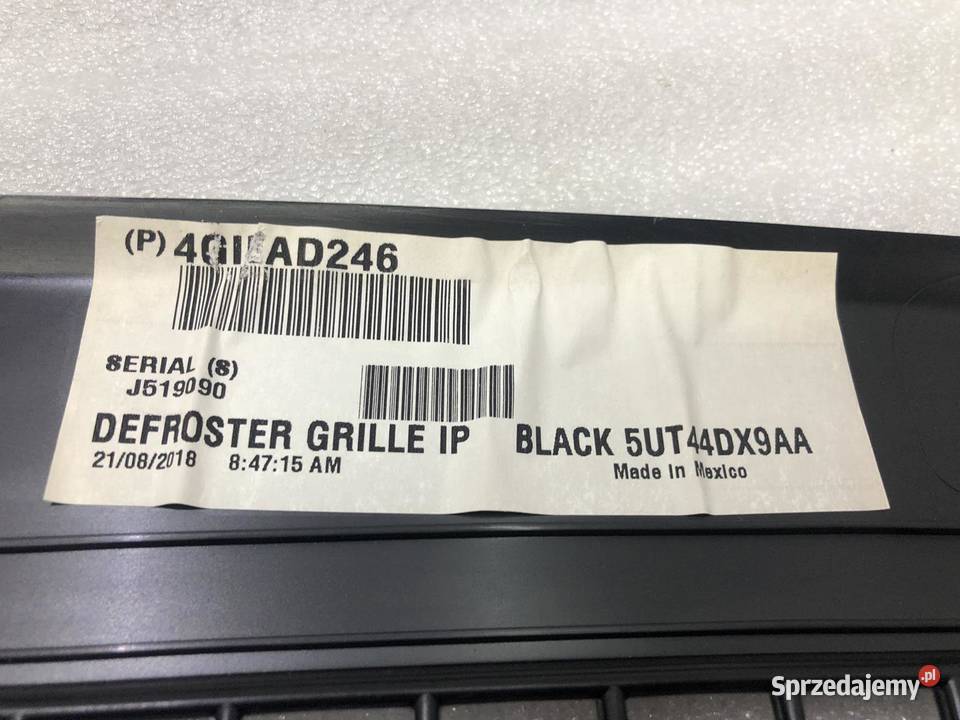 (P)
SERIAL (S)
J519090
DEFROSTER GRILLE IP BLACK 5UT44DX9AA
21/08/2018 8:47:15 AM
Made In Mexico
Sprzedajemy.pl